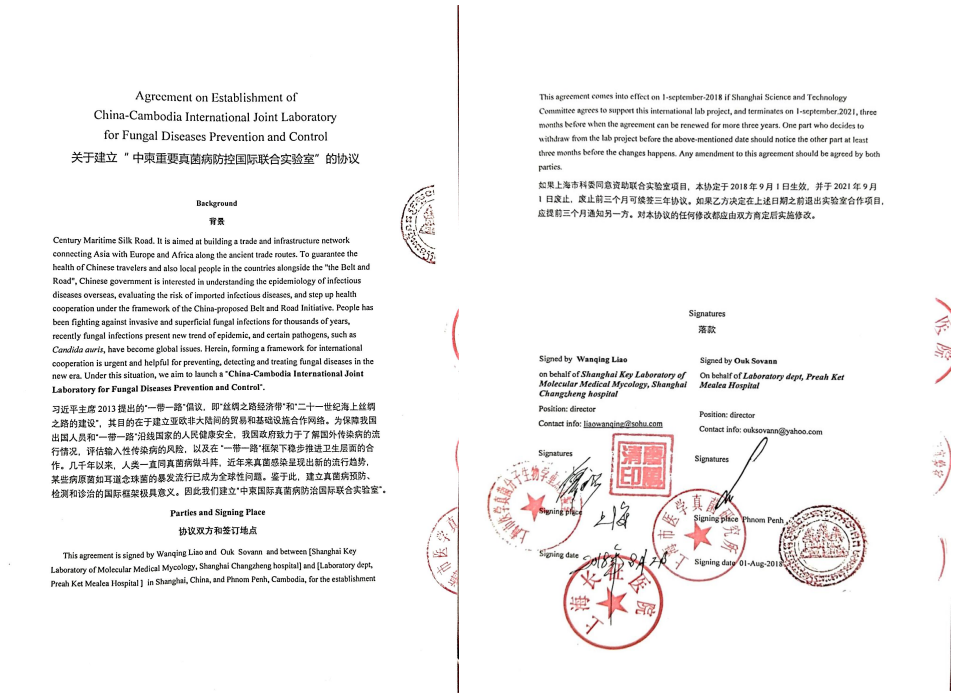 Agreement on Establishment of
China-Cambodia International Joint Laboratory
for Fungal Diseases Prevention and Control
关于建立“ 中柬重要真菌病防控国际联合实验室”的协议
Background
背景
Century Maritime Silk Road. It is aimed at building a trade and infrastructure network
connecting Asia with Europe and Africa along the ancient trade routes. To guarantee the
health of Chinese travelers and also local people in the countries alongside the "the Belt and
Road", Chinese government is interested in understanding the epidemiology of infectious
diseases overseas, evaluating the risk of imported infectious diseases, and step up health
cooperation under the framework of the China-proposed Belt and Road Initiative. People has
been fighting against invasive and superficial fungal infections for thousands of years,
recently fungal infections present new trend of epidemic, and certain pathogens, such as
Candida auris, have become global issues. Herein, forming a framework for international
cooperation is urgent and helpful for preventing, detecting and treating fungal diseases in the
new era. Under this situation, we aim to launch a "China-Cambodia International Joint
Laboratory for Fungal Diseases Prevention and Control".
习近平主席 2013 提出的“一带一路”倡议，即“丝绸之路经济带”和“二十一世纪海上丝绸
之路的建设”，其目的在于建立亚欧非大陆间的贸易和基础设施合作网络。为保障我国
出国人员和“一带一路”沿线国家的人民健康安全，我国政府致力于了解国外传染病的流
行情况，评估输入性传染病的风险，以及在 “一带一路”框架下稳步推进卫生层面的合
作。几千年以来，人类一直同真菌病做斗阵，近年来真菌感染呈现出新的流行趋势，
某些病原菌如耳道念珠菌的暴发流行已成为全球性问题。鉴于此，建立真菌病预防、
检测和诊治的国际框架极具意义。因此我们建立“中柬国际真菌病防治国际联合实验室”。
Parties and Signing Place
协议双方和签订地点
This agreement is signed by Wanqing Liao and Ouk Sovann and between [Shanghai Key
Laboratory of Molecular Medical Mycology, Shanghai Changzheng hospital] and [Laboratory dept,
Preah Ket Mealea Hospital ] in Shanghai, China, and Phnom Penh, Cambodia, for the establishment
This agreement comes into effect on 1-september-2018 if Shanghai Science and Technology
Committee agrees to support this international lab project, and terminates on 1-september.2021, three
months before when the agreement can be renewed for more three years. One part who decides to
withdraw from the lab project before the above-mentioned date should notice the other part at least
three months before the changes happens. Any amendment to this agreement should be agreed by both
parties.
如果上海市科委同意资助联合实验室项目，本协定于 2018 年 9 月 1 日生效，并于 2021 年 9 月
1 日废止，废止前三个月可续签三年协议。如果乙方决定在上述日期之前退出实验室合作项目，
应提前三个月通知另一方。对本协议的任何修改都应由双方商定后实施修改。
Signatures
落款
Signed by Wanqing Liao
on behalf of Shanghai Key Laboratory of
Molecular Medical Mycology, Shanghai
Changzheng hospital
Position: director
Contact info: liaowanqing@sohu.com
Signatures
Signing place 上海
Signing date 2018年8月28
Signed by Ouk Sovann
On behalf of Laboratory dept, Preah Ket
Mealea Hospital
Position: director
Contact info: ouksovann@yahoo.com
Signatures
Signing place Phnom Penh
Signing date 01-Aug-2018
上海市医学真菌研究所
上海长征医院
医院